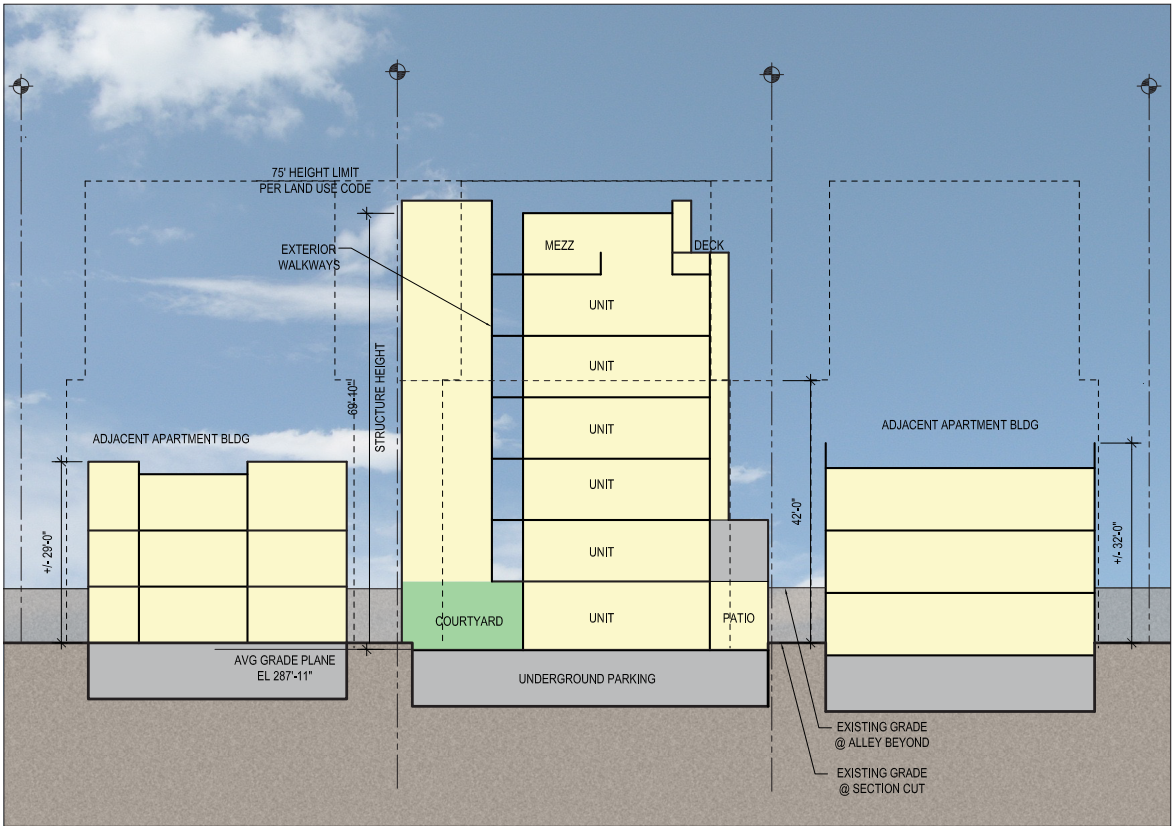 75' HEIGHT LIMIT
PER LAND USE CODE
EXTERIOR
WALKWAYS
MEZZ
DECK
UNIT
UNIT
UNIT
UNIT
UNIT
UNIT
COURTYARD
PATIO
UNDERGROUND PARKING
STRUCTURE HEIGHT
69'-10"
ADJACENT APARTMENT BLDG
+/- 29'-0"
AVG GRADE PLANE
EL 287'-11"
42'-0"
ADJACENT APARTMENT BLDG
+/- 32'-0"
EXISTING GRADE
@ ALLEY BEYOND
EXISTING GRADE
@ SECTION CUT